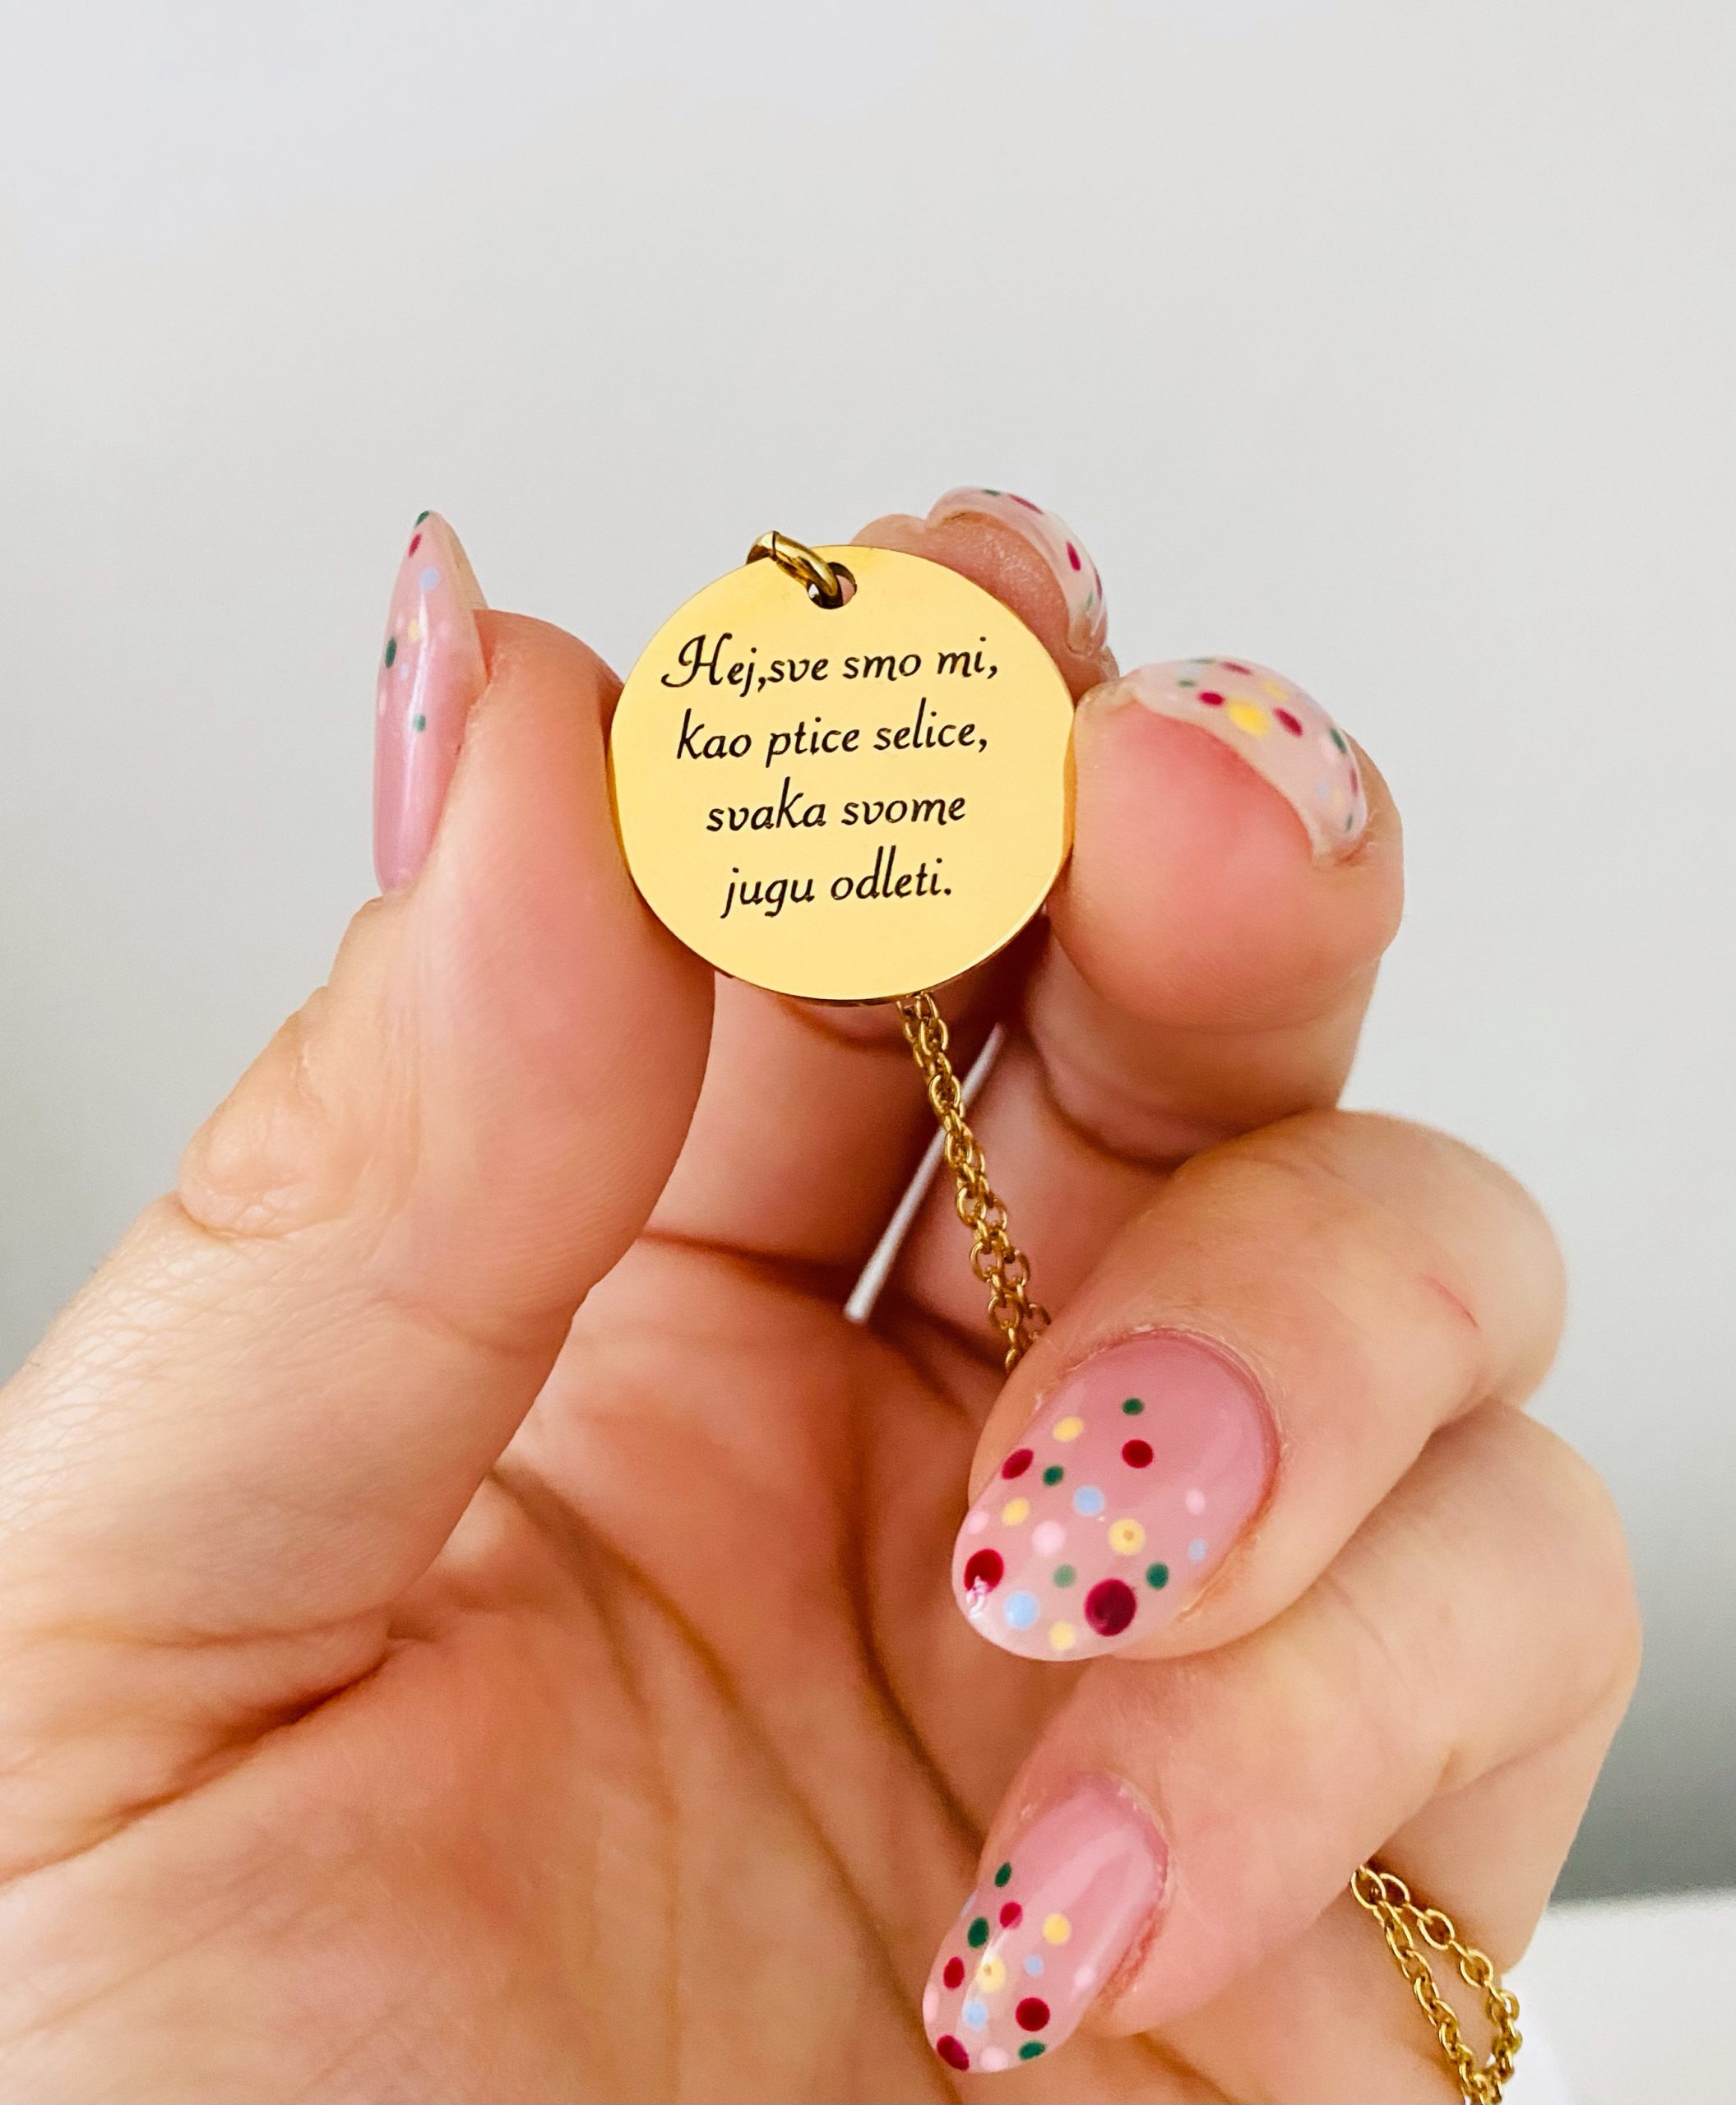 Hej,sve smo mi,
kao ptice selice,
svaka svome
jugu odleti.